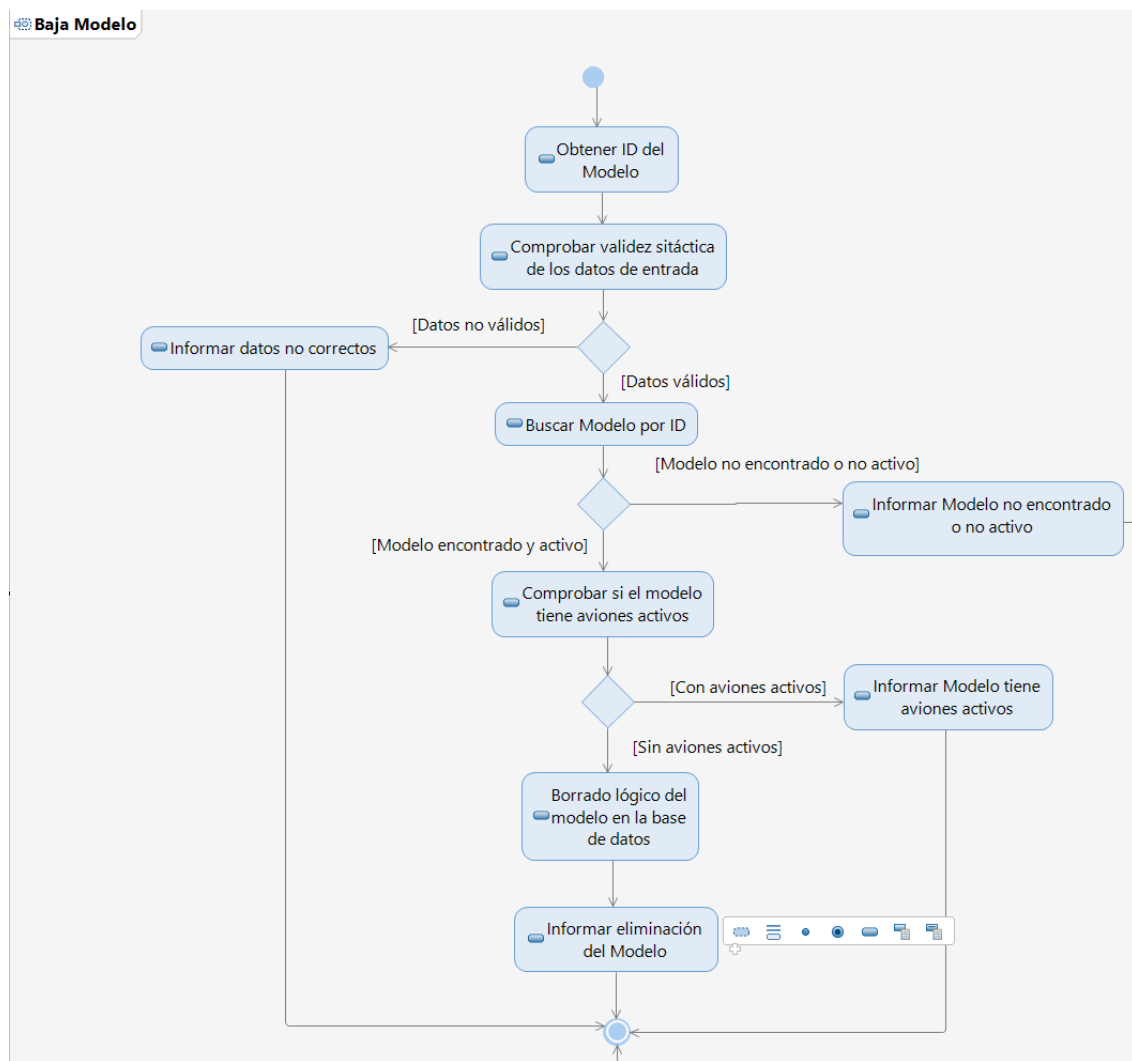 Baja Modelo
Obtener ID del
Modelo
Comprobar validez sitáctica
de los datos de entrada
[Datos no válidos]
Informar datos no correctos
[Datos válidos]
Buscar Modelo por ID
[Modelo no encontrado o no activo]
Informar Modelo no encontrado
o no activo
[Modelo encontrado y activo]
Comprobar si el modelo
tiene aviones activos
[Con aviones activos]
Informar Modelo tiene
aviones activos
[Sin aviones activos]
Borrado lógico del
modelo en la base
de datos
Informar eliminación
del Modelo